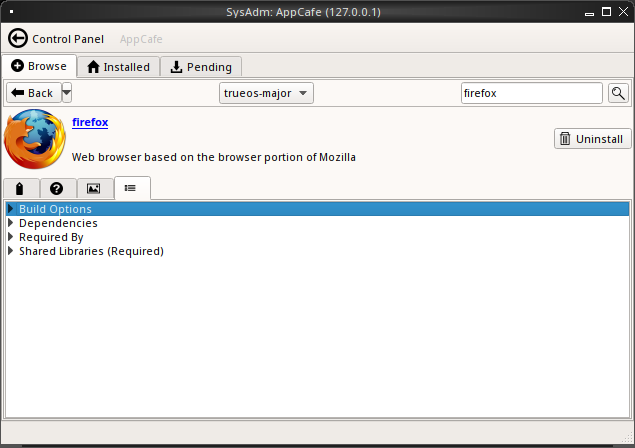 SysAdm: AppCafe (127.0.0.1)
Control Panel AppCafe
Browse Installed Pending
Back trueos-major firefox
firefox
Uninstall
Web browser based on the browser portion of Mozilla
Build Options
Dependencies
Required By
Shared Libraries (Required)